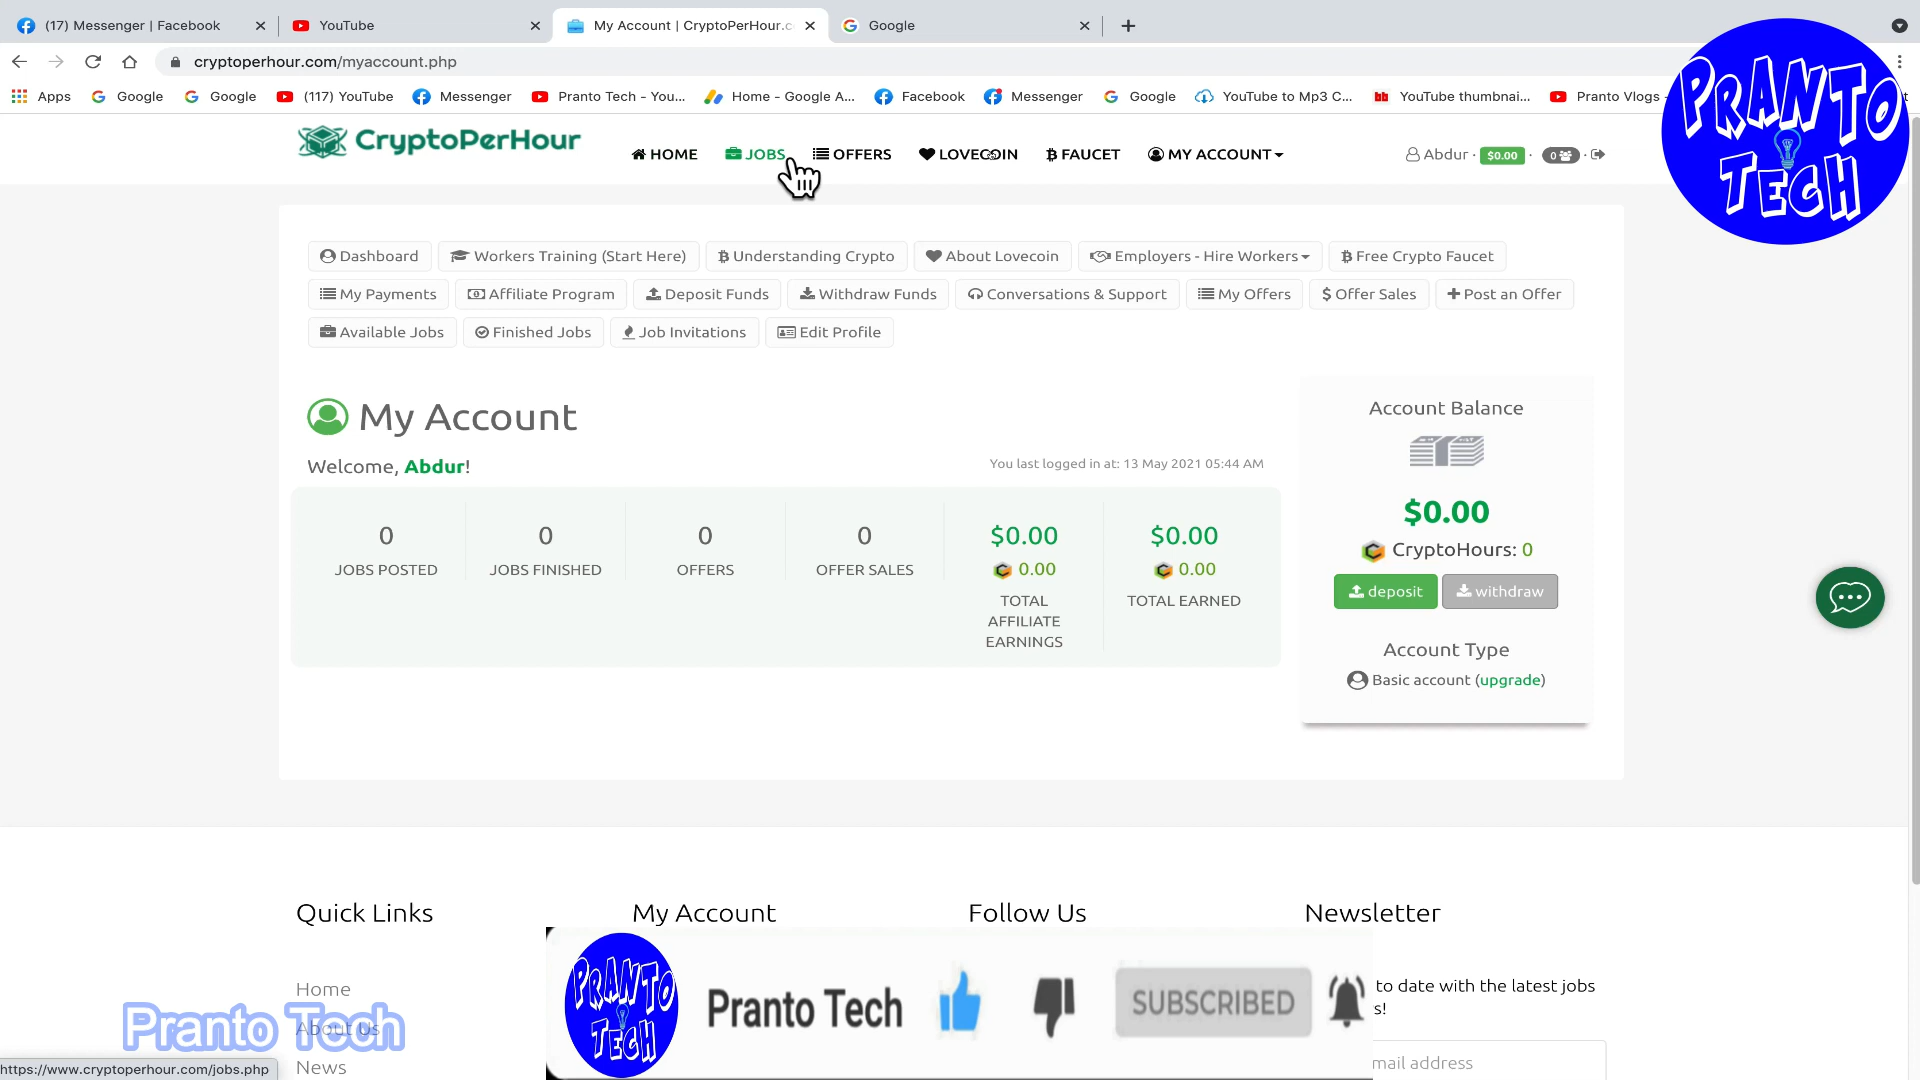 (17) Messenger | Facebook YouTube My Account | CryptoPerHour.c Google
cryptoperhour.com/myaccount.php
Apps Google Google (117) YouTube Messenger Pranto Tech - You... Home - Google A... Facebook Messenger Google YouTube to Mp3 C... YouTube thumbnai... Pranto Vlogs -
PRANTO TECH
CryptoPerHour HOME JOBS OFFERS LOVECOIN FAUCET MY ACCOUNT Abdur · $0.00 · 0 ·
Dashboard Workers Training (Start Here) Understanding Crypto About Lovecoin Employers - Hire Workers Free Crypto Faucet
My Payments Affiliate Program Deposit Funds Withdraw Funds Conversations & Support My Offers $ Offer Sales + Post an Offer
Available Jobs Finished Jobs Job Invitations Edit Profile
My Account
Welcome, Abdur!
You last logged in at: 13 May 2021 05:44 AM
0 JOBS POSTED
0 JOBS FINISHED
0 OFFERS
0 OFFER SALES
$0.00
0.00
TOTAL AFFILIATE EARNINGS
$0.00
0.00
TOTAL EARNED
Account Balance
$0.00
CryptoHours: 0
deposit withdraw
Account Type
Basic account (upgrade)
Quick Links My Account Follow Us Newsletter
Home
About Us
News
Pranto Tech
PRANTO TECH Pranto Tech SUBSCRIBED
to date with the latest jobs
s!
mail address
https://www.cryptoperhour.com/jobs.php